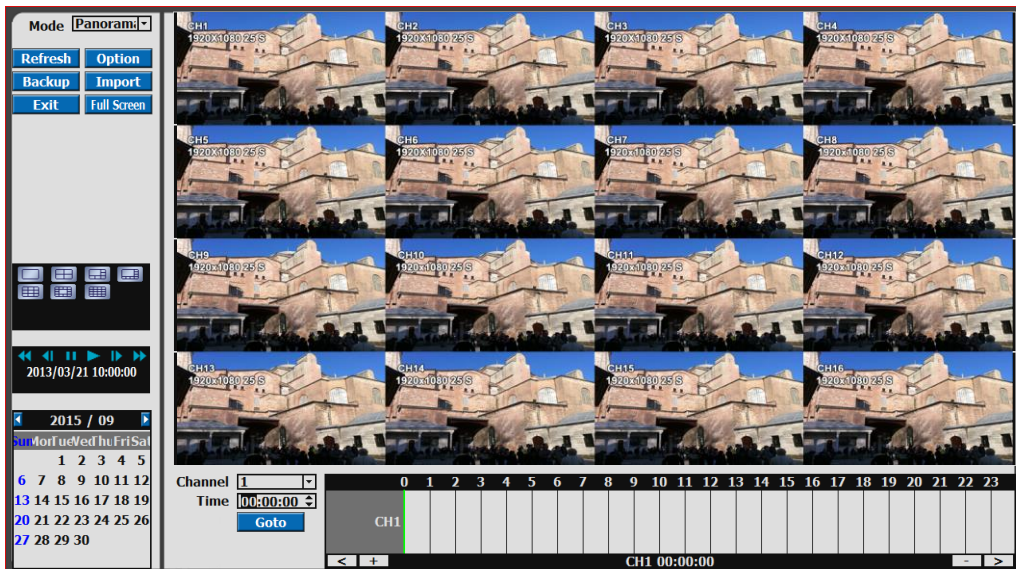 Mode Panorama
Refresh Option
Backup Import
Exit Full Screen
CH1
1920X1080 25 S
CH2
1920X1080 25 S
CH3
1920X1080 25 S
CH4
1920X1080 25 S
CH5
1920X1080 25 S
CH6
1920X1080 25 S
CH7
1920x1080 25 S
CH8
1920x1080 25 S
CH9
1920x1080 25 S
CH10
1920x1080 25 S
CH11
1920x1080 25 S
CH12
1920x1080 25 S
CH13
1920x1080 25 S
CH14
1920x1080 25 S
CH15
1920x1080 25 S
CH16
1920x1080 25 S
2013/03/21 10:00:00
2015 / 09
Sun Mon Tue Wed Thu Fri Sat
1 2 3 4 5
6 7 8 9 10 11 12
13 14 15 16 17 18 19
20 21 22 23 24 25 26
27 28 29 30
Channel 1
Time 00:00:00
Goto
0 1 2 3 4 5 6 7 8 9 10 11 12 13 14 15 16 17 18 19 20 21 22 23
CH1
< + CH1 00:00:00 - >